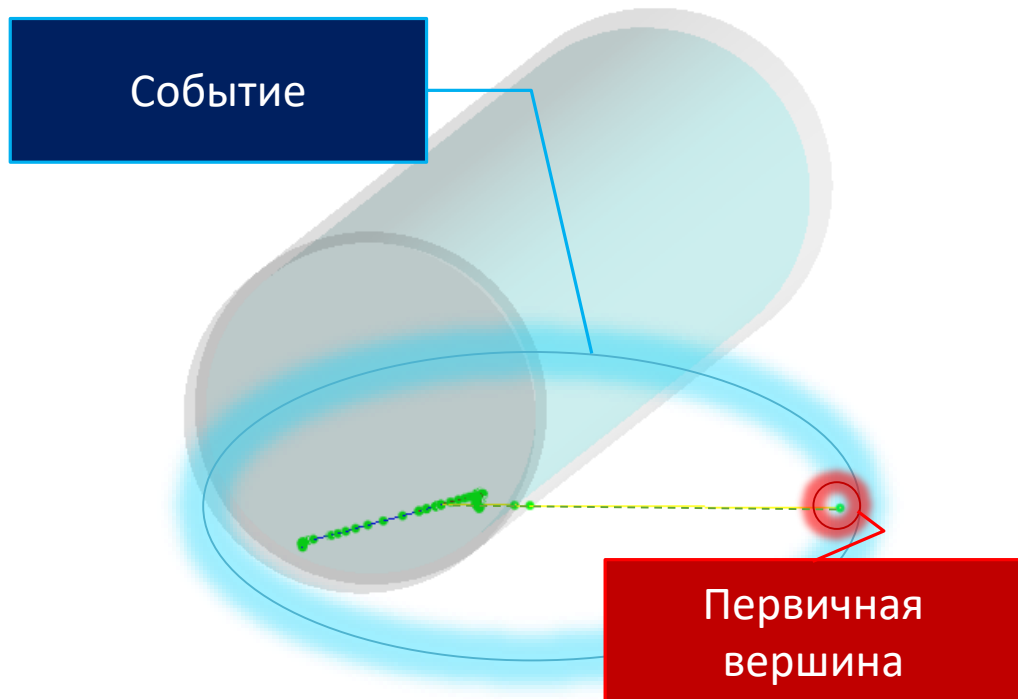 Событие
Первичная
вершина